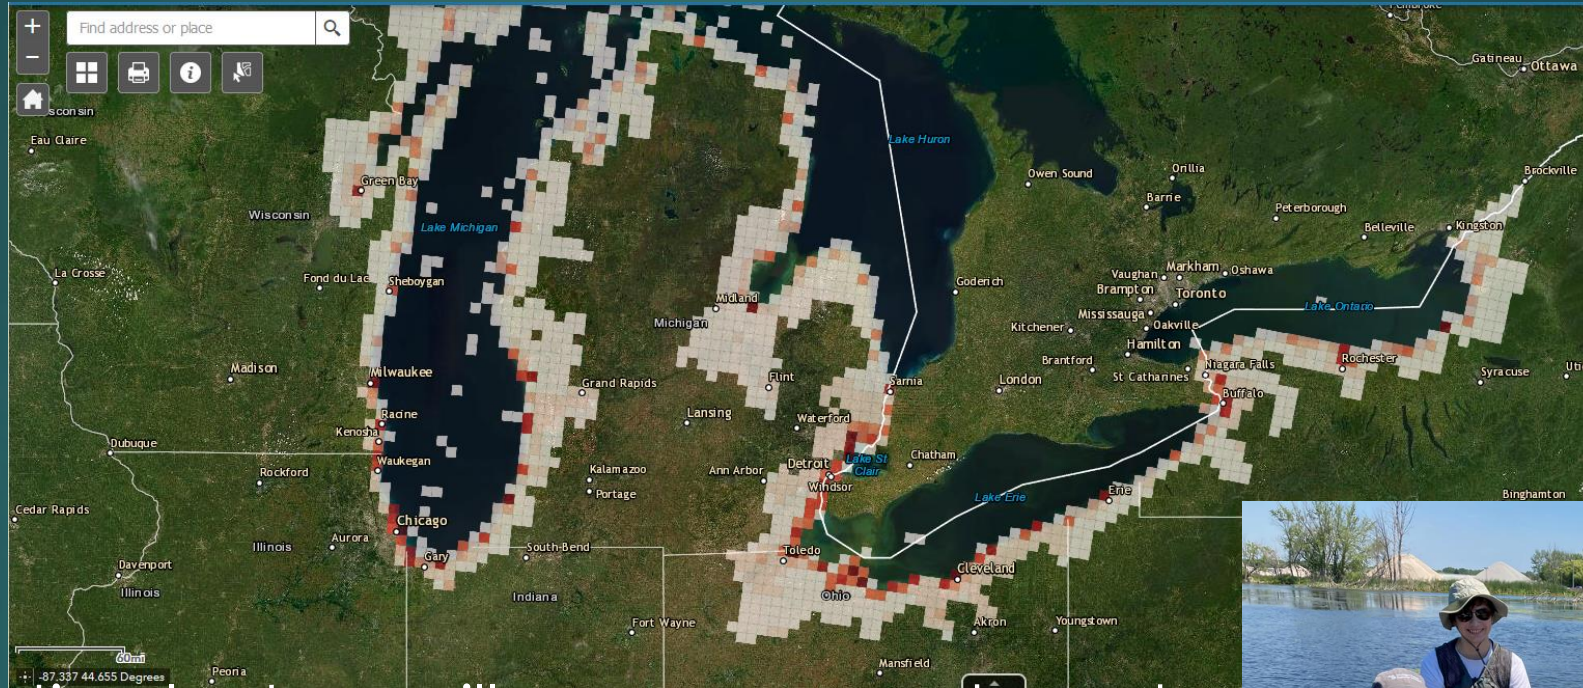 +
Find address or place
−
sconsin
Eau Claire
Green Bay
Wisconsin
Lake Michigan
La Crosse
Fond du Lac
Sheboygan
Madison
Milwaukee
Racine
Kenosha
Dubuque
Waukegan
Rockford
Cedar Rapids
Chicago
Aurora
Illinois
Gary
Davenport
Illinois
South Bend
Indiana
Fort Wayne
Peoria
60mi
-87.337 44.655 Degrees
Midland
Michigan
Flint
Grand Rapids
Lansing
Waterford
Kalamazoo
Portage
Ann Arbor
Detroit
Windsor
Lake St
Clair
Chatham
Sarnia
Toledo
Ohio
Cleveland
Akron
Youngstown
Mansfield
Lake Erie
Erie
Lake Huron
Owen Sound
Goderich
Kitchener
London
Brantford
Hamilton
St Catharines
Niagara Falls
Buffalo
Orillia
Barrie
Peterborough
Belleville
Kingston
Brockville
Gatineau
Ottawa
Vaughan
Markham
Oshawa
Brampton
Toronto
Mississauga
Oakville
Lake Ontario
Rochester
Syracuse
Binghamton